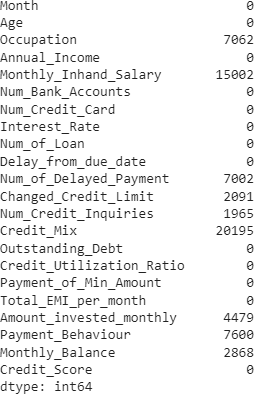 Month 0
Age 0
Occupation 7062
Annual_Income 0
Monthly_Inhand_Salary 15002
Num_Bank_Accounts 0
Num_Credit_Card 0
Interest_Rate 0
Num_of_Loan 0
Delay_from_due_date 0
Num_of_Delayed_Payment 7002
Changed_Credit_Limit 2091
Num_Credit_Inquiries 1965
Credit_Mix 20195
Outstanding_Debt 0
Credit_Utilization_Ratio 0
Payment_of_Min_Amount 0
Total_EMI_per_month 0
Amount_invested_monthly 4479
Payment_Behaviour 7600
Monthly_Balance 2868
Credit_Score 0
dtype: int64